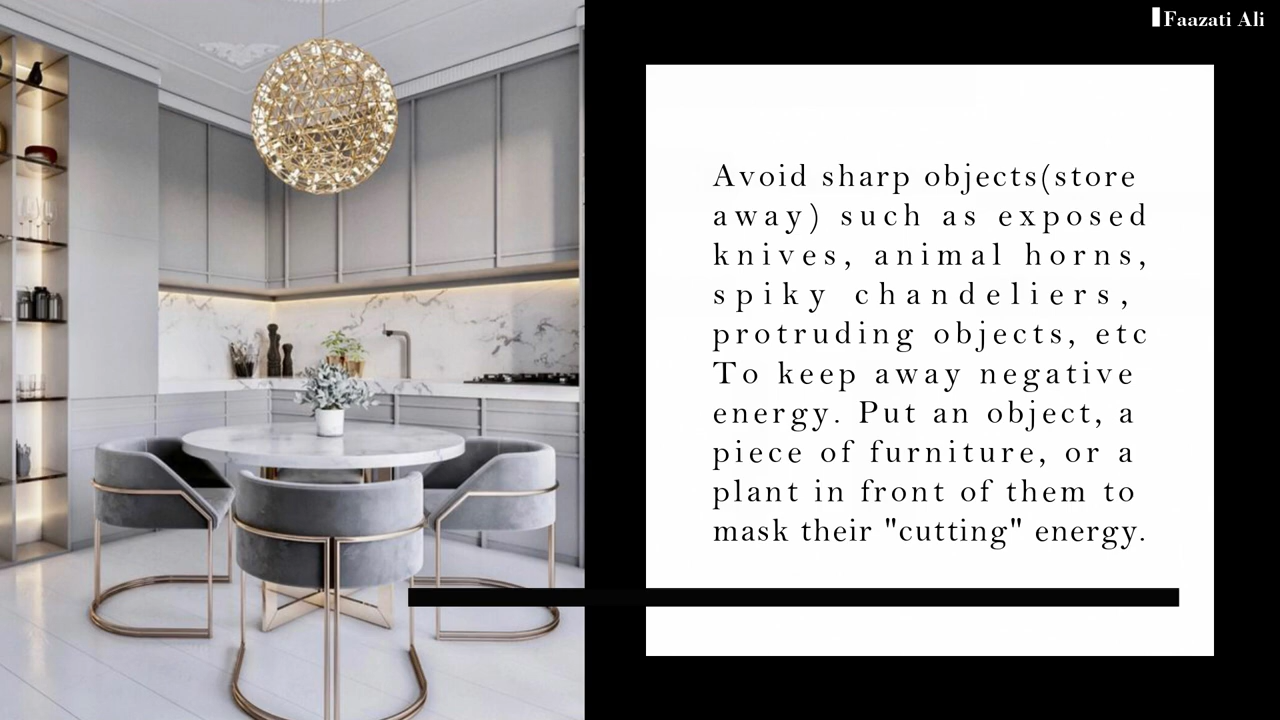 Faazati Ali
Avoid sharp objects(store
away) such as exposed
knives, animal horns,
spiky chandeliers,
protruding objects, etc
To keep away negative
energy. Put an object, a
piece of furniture, or a
plant in front of them to
mask their "cutting" energy.